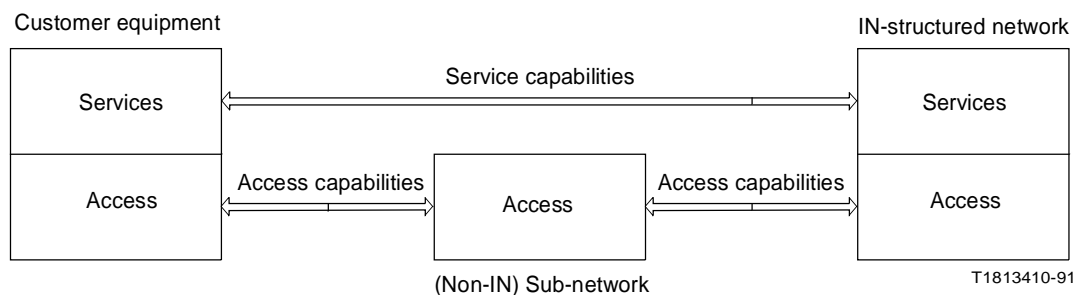 Customer equipment
IN-structured network
Service capabilities
Services
Services
Access capabilities
Access capabilities
Access
Access
Access
(Non-IN) Sub-network
T1813410-91